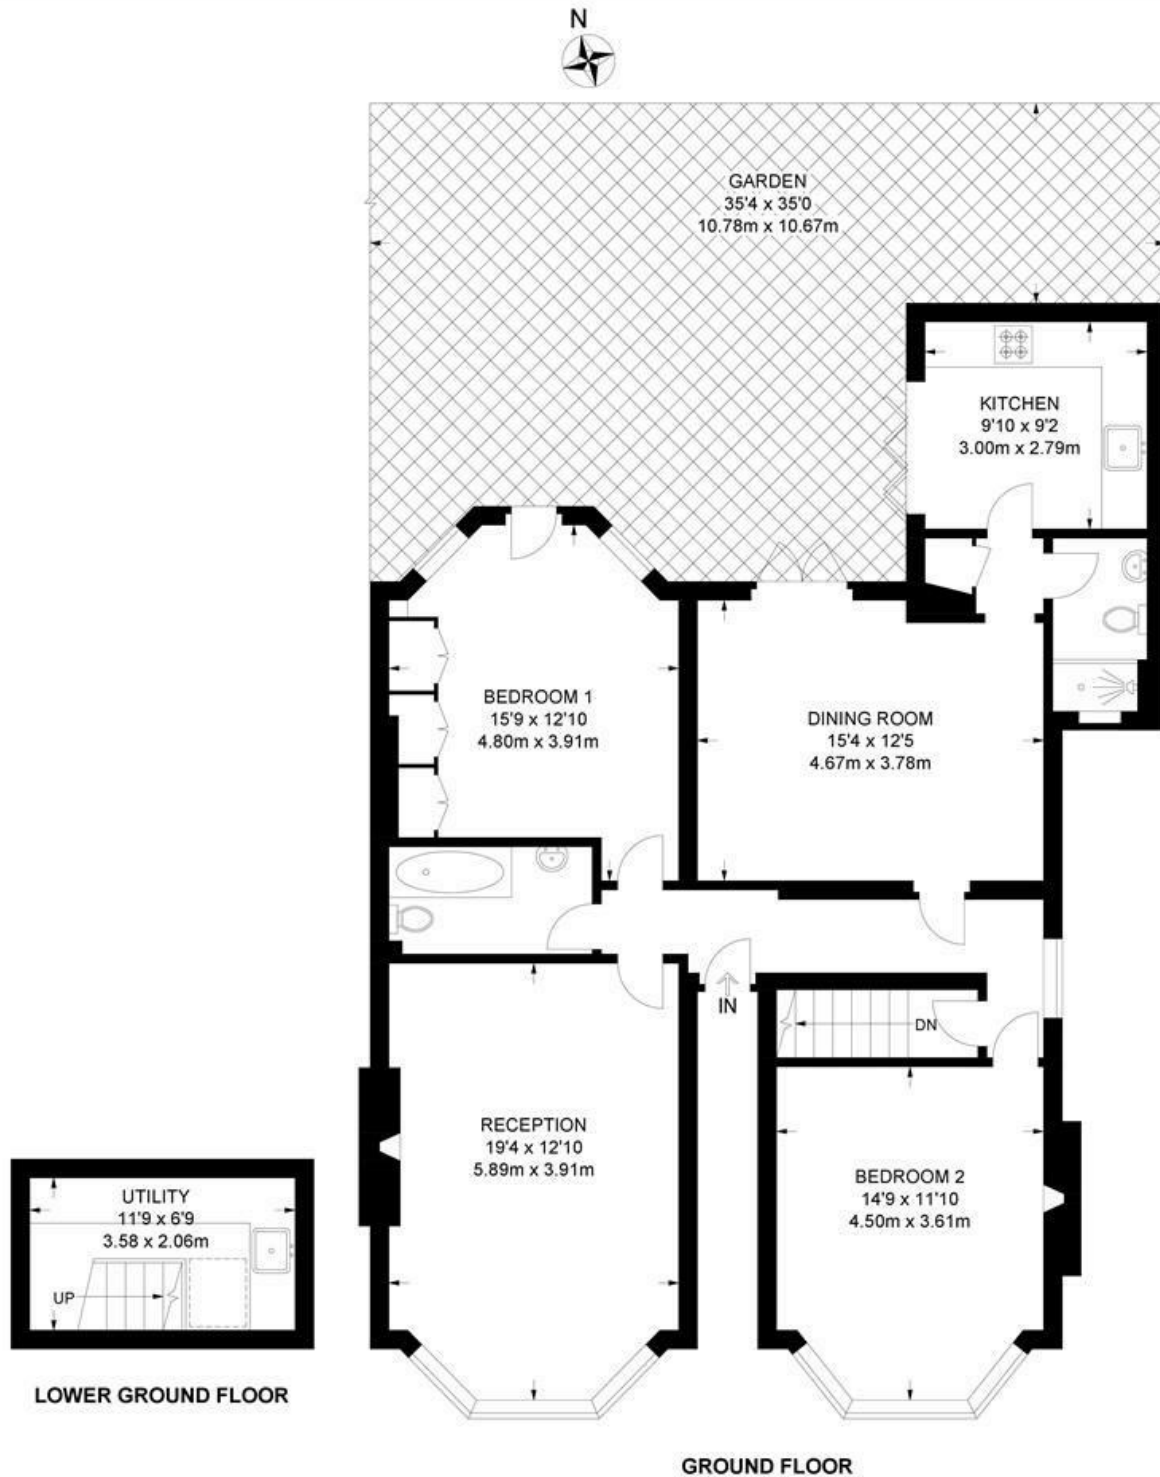 N
GARDEN
35'4 x 35'0
10.78m x 10.67m
KITCHEN
9'10 x 9'2
3.00m x 2.79m
BEDROOM 1
15'9 x 12'10
4.80m x 3.91m
DINING ROOM
15'4 x 12'5
4.67m x 3.78m
IN
DN
RECEPTION
19'4 x 12'10
5.89m x 3.91m
BEDROOM 2
14'9 x 11'10
4.50m x 3.61m
UTILITY
11'9 x 6'9
3.58 x 2.06m
UP
LOWER GROUND FLOOR
GROUND FLOOR